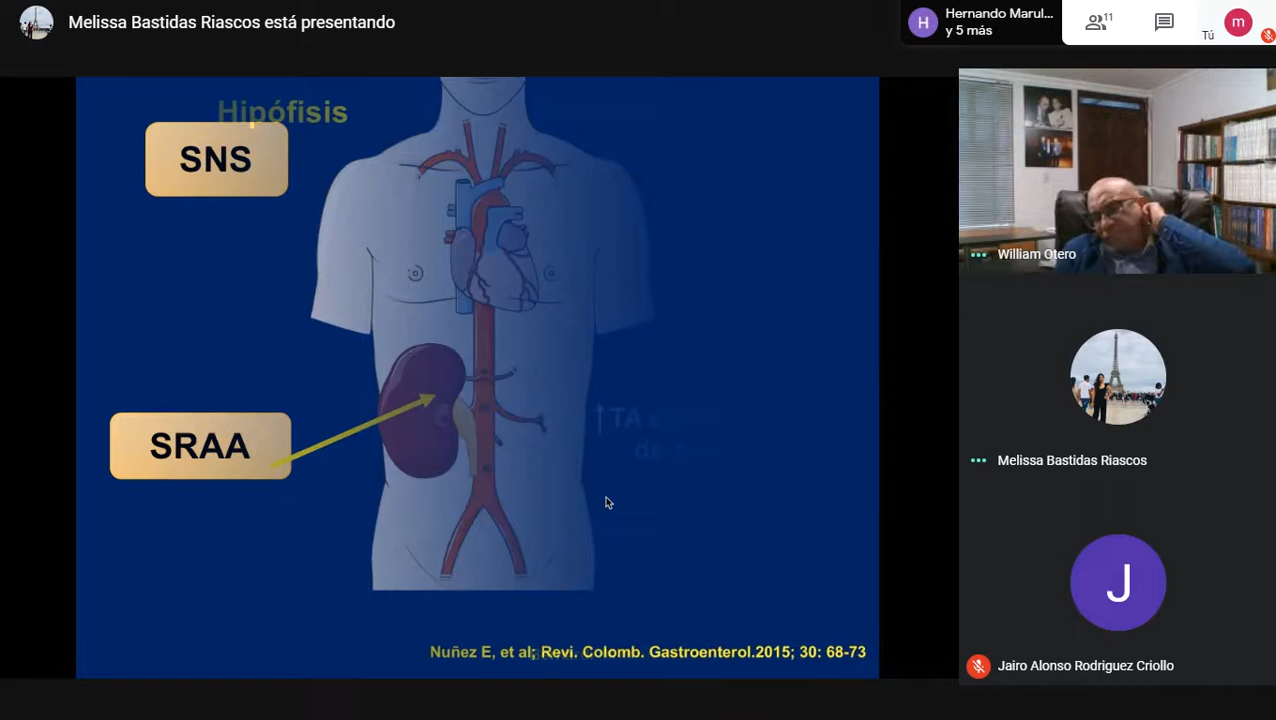 Melissa Bastidas Riascos está presentando
Hernando Marul...
y 5 más
11
Tú
m
H
Hipófisis
SNS
SRAA
TA
Nuñez E, et al; Revi. Colomb. Gastroenterol.2015; 30: 68-73
William Otero
Melissa Bastidas Riascos
J
Jairo Alonso Rodriguez Criollo